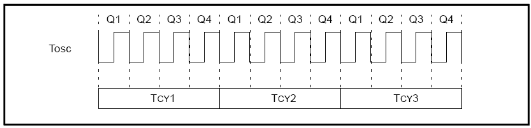 Q1 Q2 Q3 Q4 Q1 Q2 Q3 Q4 Q1 Q2 Q3 Q4
Tosc
TCY1 TCY2 TCY3